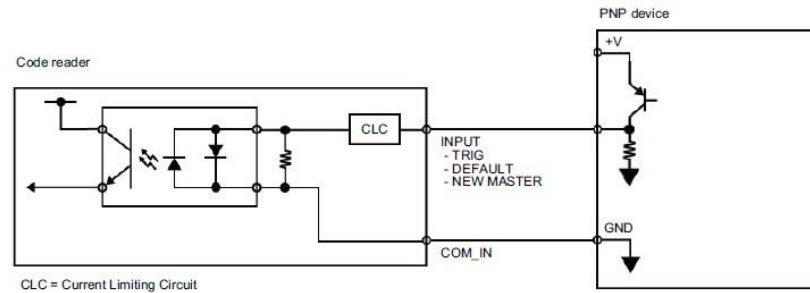 PNP device
+V
Code reader
CLC
INPUT
- TRIG
- DEFAULT
- NEW MASTER
GND
COM_IN
CLC = Current Limiting Circuit